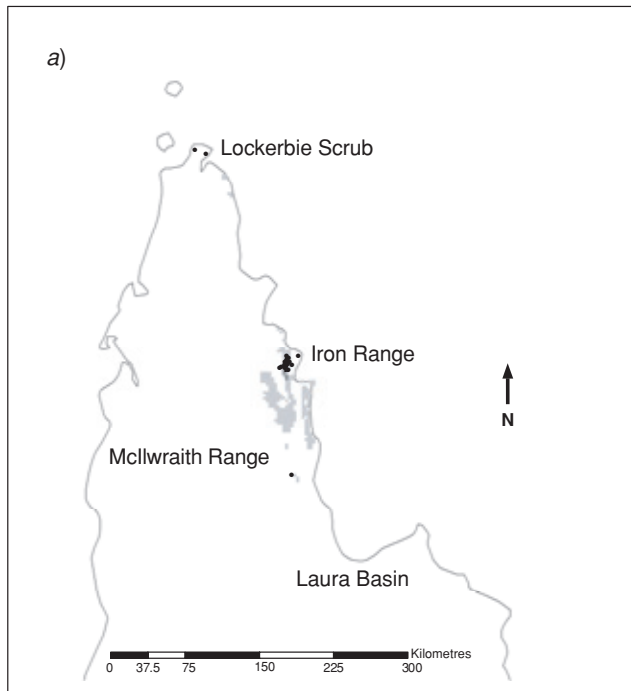 a)
Lockerbie Scrub
Iron Range
N
McIlwraith Range
Laura Basin
Kilometres
0 37.5 75 150 225 300